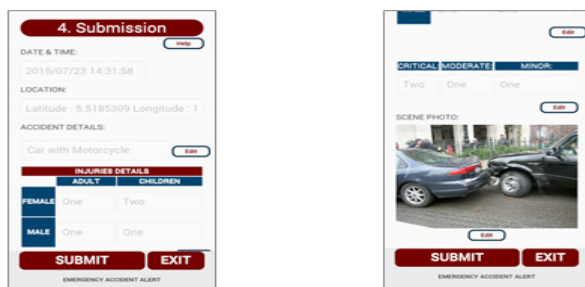 4. Submission
Help
DATE & TIME:
2015/07/23 14:31:58
LOCATION:
Latitude : 5.5185309 Longitude : 1
ACCIDENT DETAILS:
Car with Motorcycle
Edit
INJURIES DETAILS
ADULT CHILDREN
FEMALE One Two
MALE One One
SUBMIT EXIT
EMERGENCY ACCIDENT ALERT
Edit
CRITICAL: MODERATE: MINOR:
Two One One
Edit
SCENE PHOTO:
Edit
SUBMIT EXIT
EMERGENCY ACCIDENT ALERT